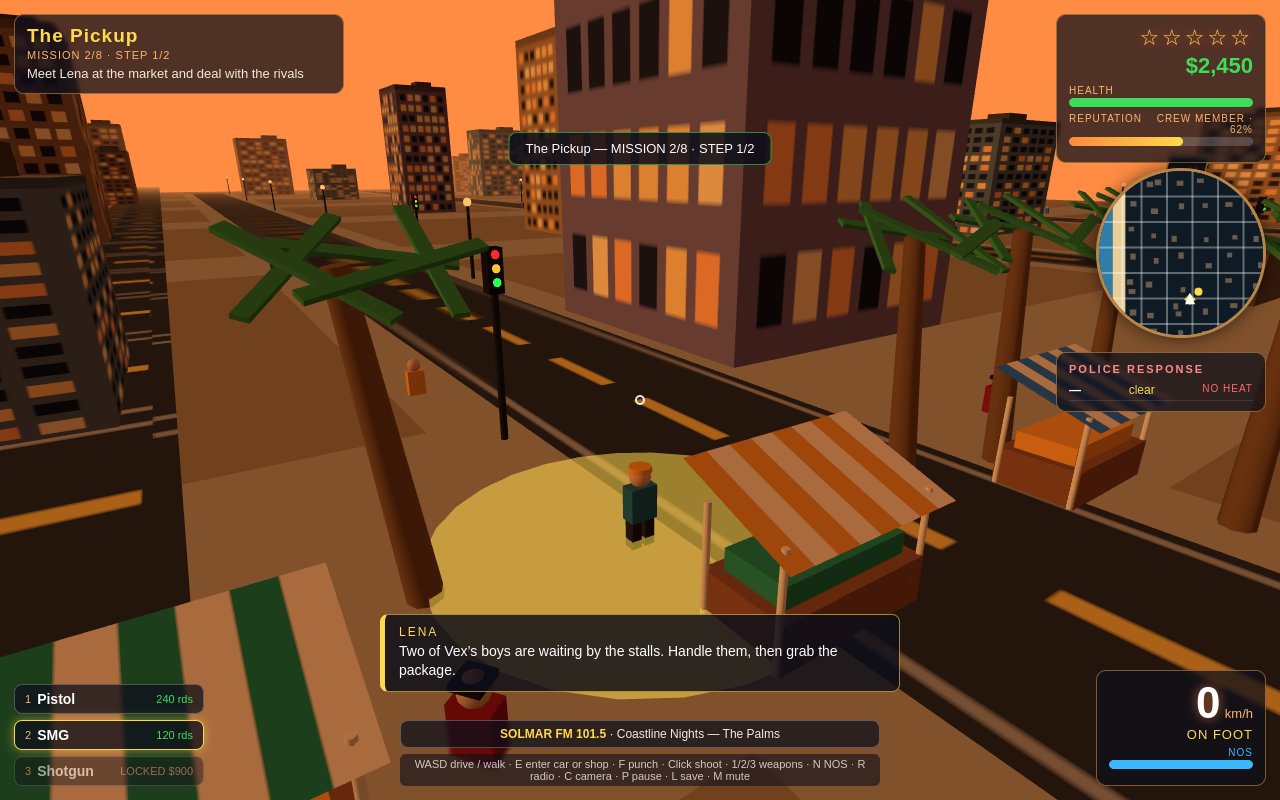 The Pickup
MISSION 2/8 · STEP 1/2
Meet Lena at the market and deal with the rivals
The Pickup — MISSION 2/8 · STEP 1/2
☆☆☆☆☆
$2,450
HEALTH
REPUTATION CREW MEMBER · 62%
POLICE RESPONSE
— clear NO HEAT
LENA
Two of Vex’s boys are waiting by the stalls. Handle them, then grab the
package.
1 Pistol 240 rds
2 SMG 120 rds
3 Shotgun LOCKED $900
SOLMAR FM 101.5 · Coastline Nights — The Palms
WASD drive / walk · E enter car or shop · F punch · Click shoot · 1/2/3 weapons · N NOS · R
radio · C camera · P pause · L save · M mute
0 km/h
ON FOOT
NOS